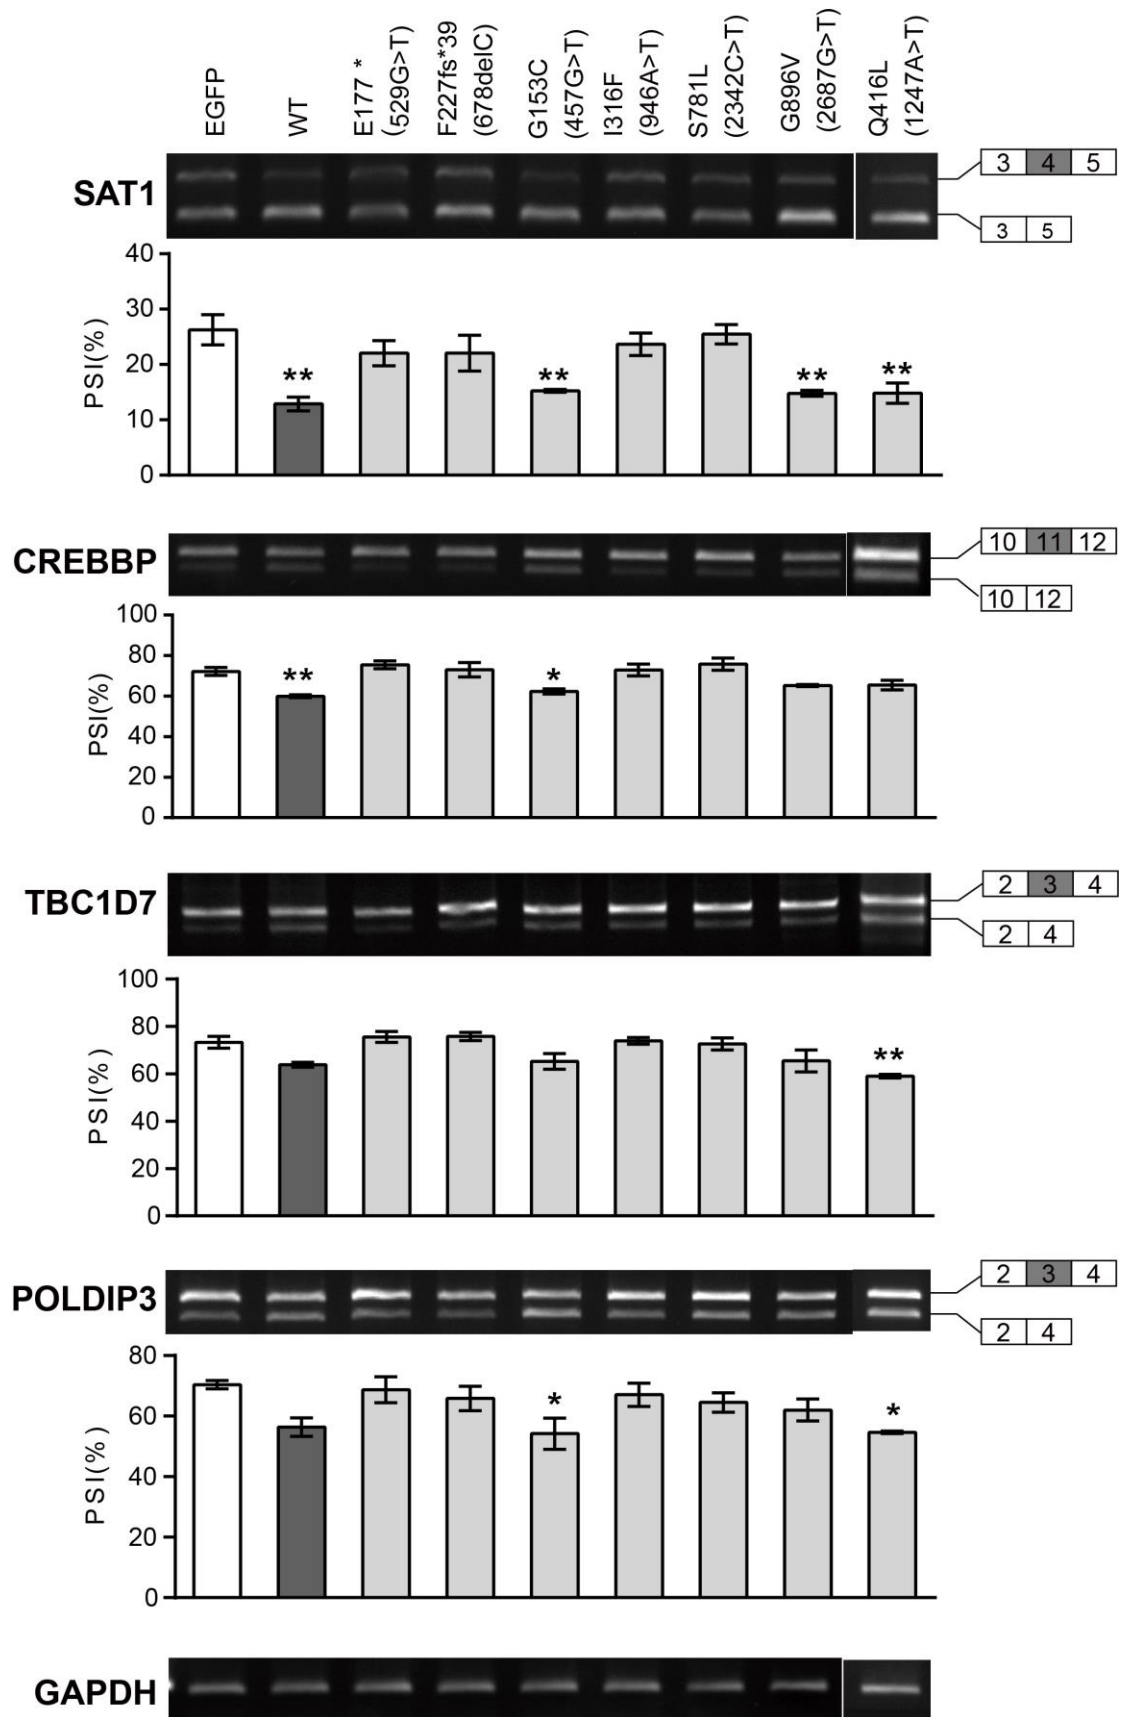 EGFP
WT
E177 *
(529G>T)
F227fs*39
(678delC)
G153C
(457G>T)
I316F
(946A>T)
S781L
(2342C>T)
G896V
(2687G>T)
Q416L
(1247A>T)
SAT1
3 4 5
3 5
PSI(%)
40
30
20
10
0
** ** ** **
CREBBP
10 11 12
10 12
PSI(%)
100
80
60
40
20
0
** *
TBC1D7
2 3 4
2 4
PSI(%)
100
80
60
40
20
0
**
POLDIP3
2 3 4
2 4
PSI(%)
80
60
40
20
0
* *
GAPDH